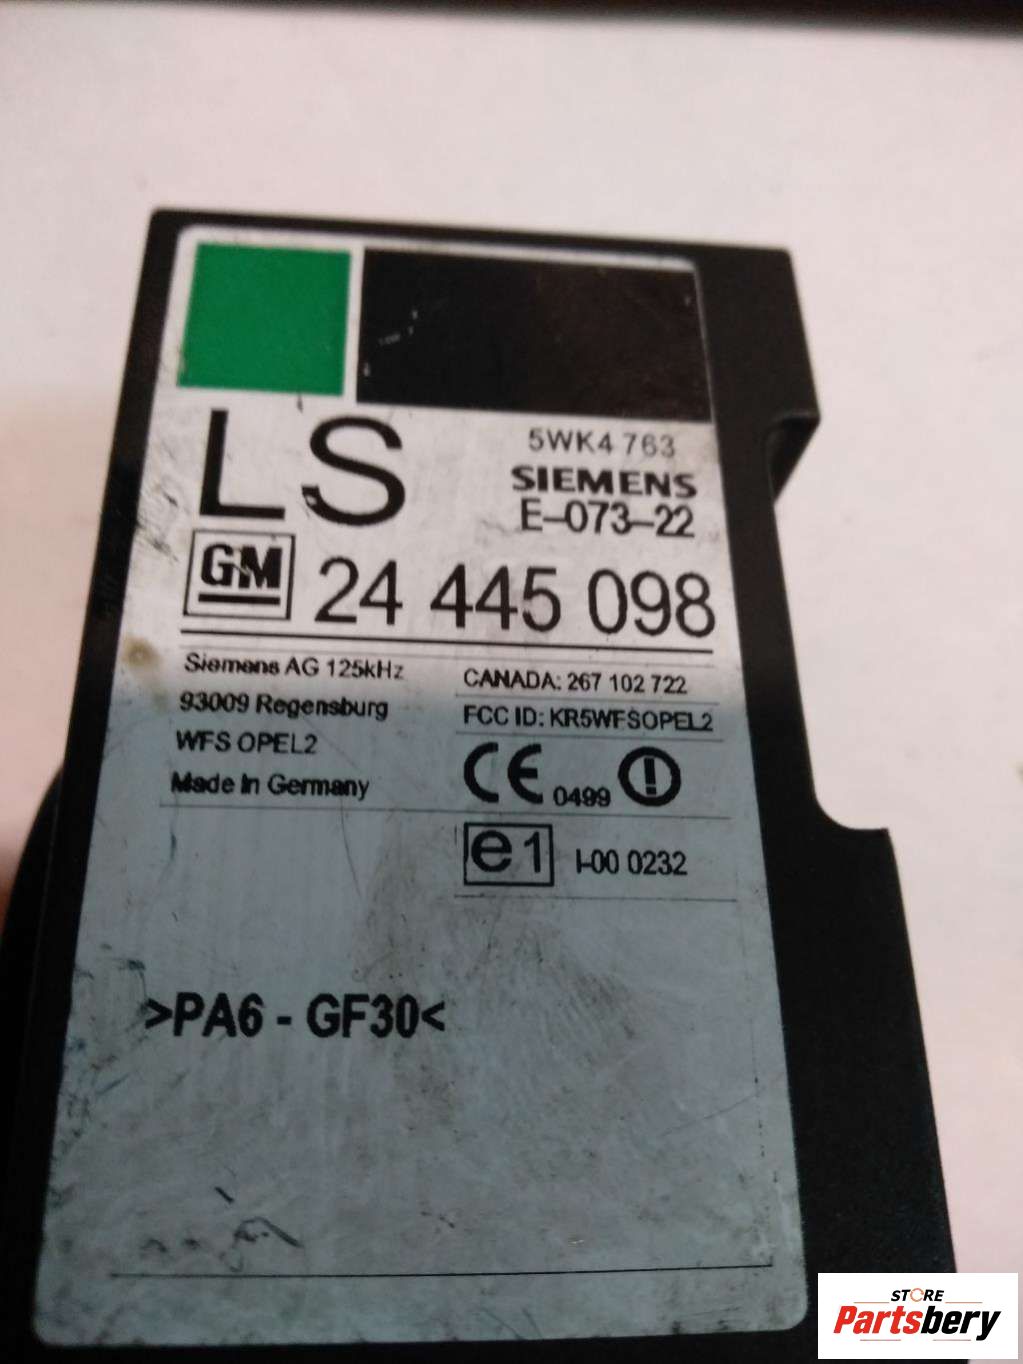 LS
5WK4 763
SIEMENS
E-073-22
GM
24 445 098
Siemens AG 125kHz
93009 Regensburg
WFS OPEL2
Made In Germany
CANADA: 267 102 722
FCC ID: KR5WFSOPEL2
CE 0499
e1 I-00 0232
>PA6 - GF30<
STORE
Partsbery